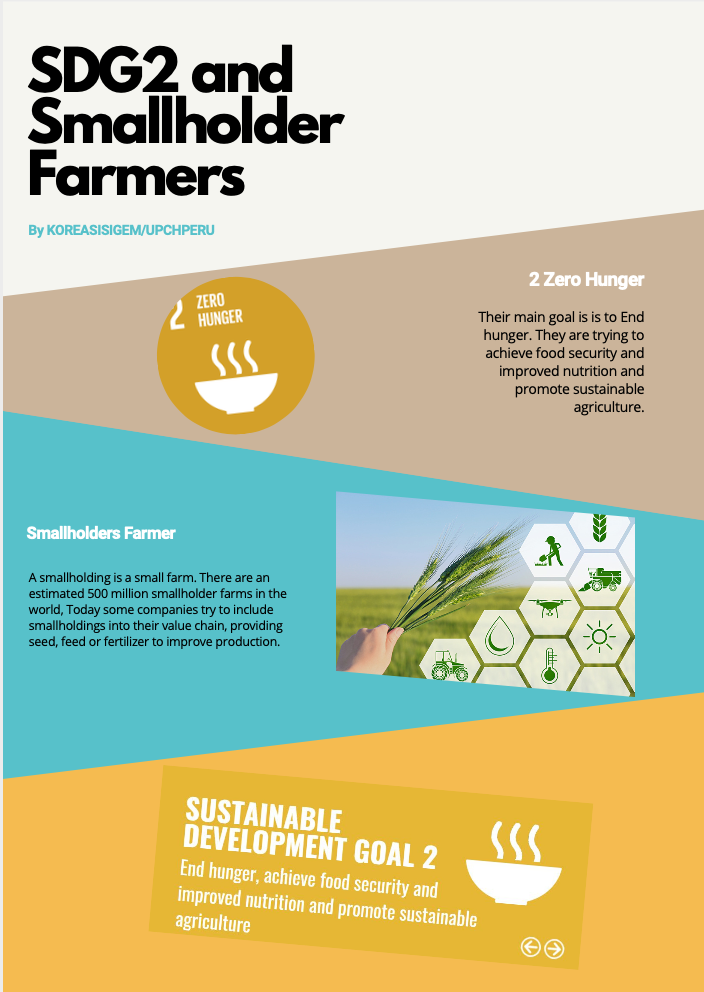 SDG2 and
Smallholder
Farmers
By KOREASISIGEM/UPCHPERU
2 Zero Hunger
Their main goal is is to End
hunger. They are trying to
achieve food security and
improved nutrition and
promote sustainable
agriculture.
2 ZERO
HUNGER
Smallholders Farmer
A smallholding is a small farm. There are an
estimated 500 million smallholder farms in the
world, Today some companies try to include
smallholdings into their value chain, providing
seed, feed or fertilizer to improve production.
SUSTAINABLE
DEVELOPMENT GOAL 2
End hunger, achieve food security and
improved nutrition and promote sustainable
agriculture